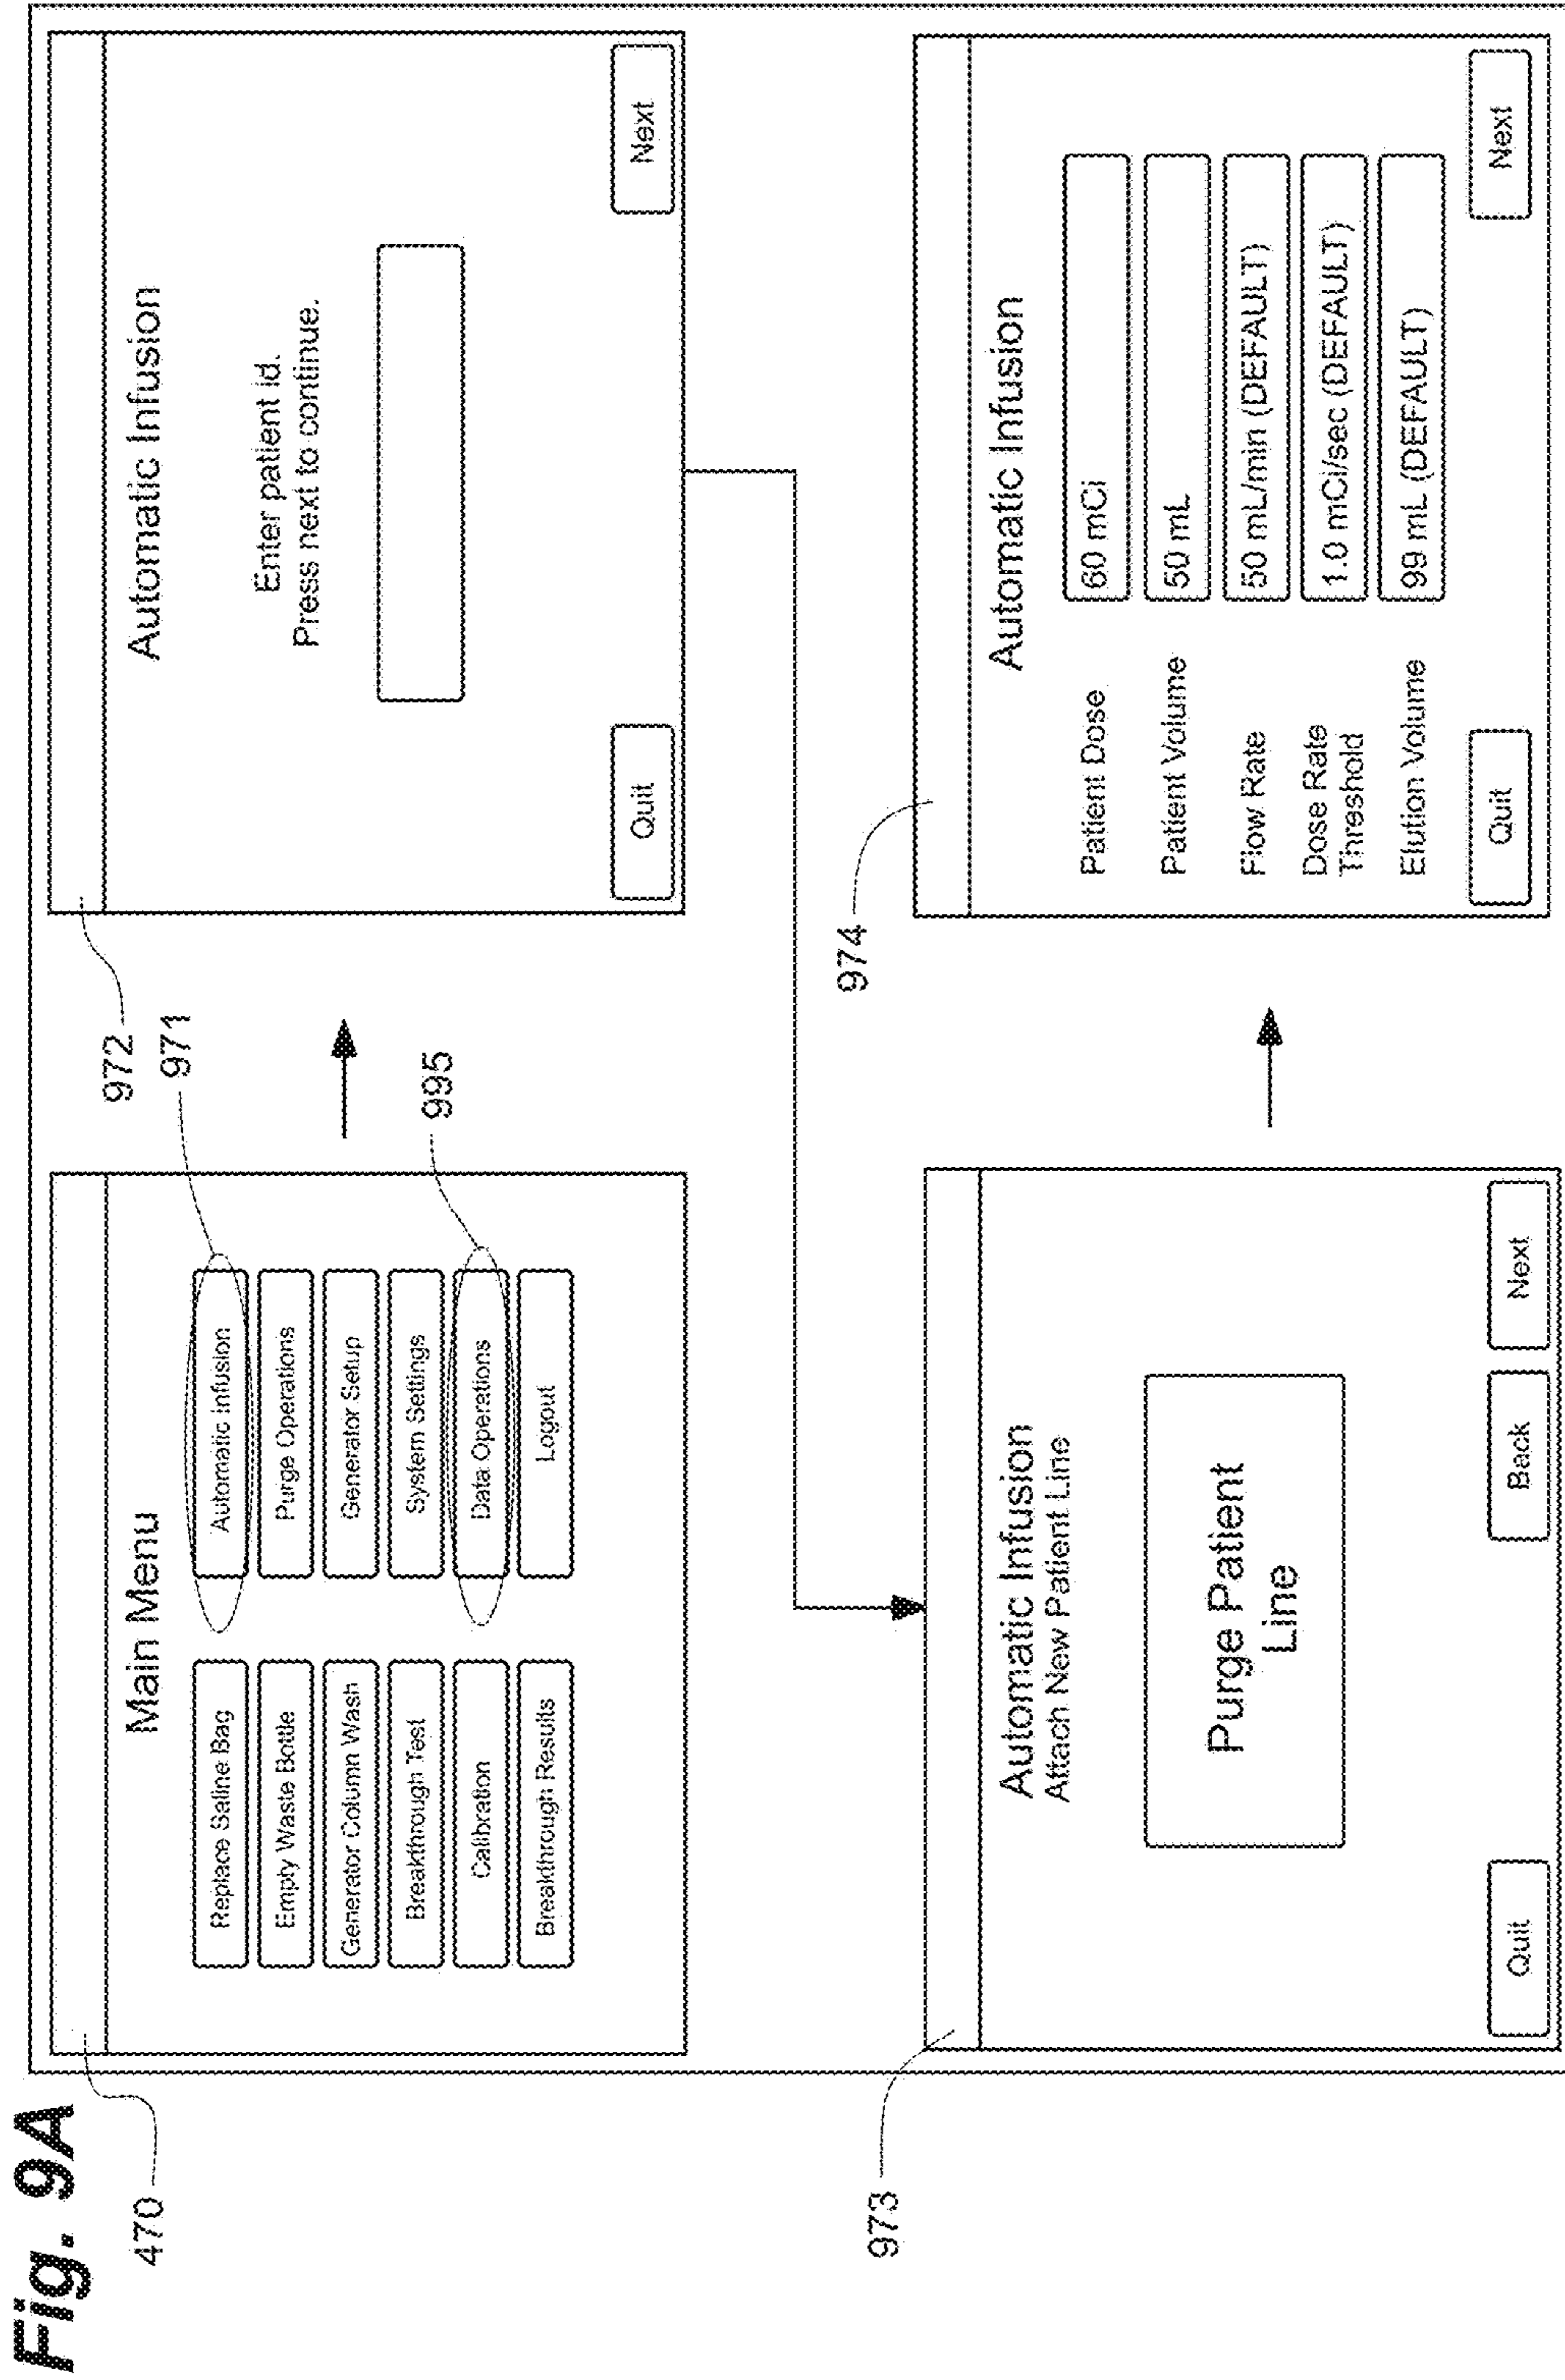 Fig. 9A
470
Main Menu
Replace Saline Bag
Automatic Infusion
Empty Waste Bottle
Purge Operations
Generator Column Wash
Generator Setup
Breakthrough Test
System Settings
Calibration
Data Operations
Breakthrough Results
Logout
971
995
972
Automatic Infusion
Enter patient id.
Press next to continue.
Quit
Next
973
Automatic Infusion
Attach New Patient Line
Purge Patient
Line
Quit
Back
Next
974
Automatic Infusion
Patient Dose
60 mCi
Patient Volume
50 mL
Flow Rate
50 mL/min (DEFAULT)
Dose Rate
Threshold
1.0 mCi/sec (DEFAULT)
Elution Volume
99 mL (DEFAULT)
Quit
Next